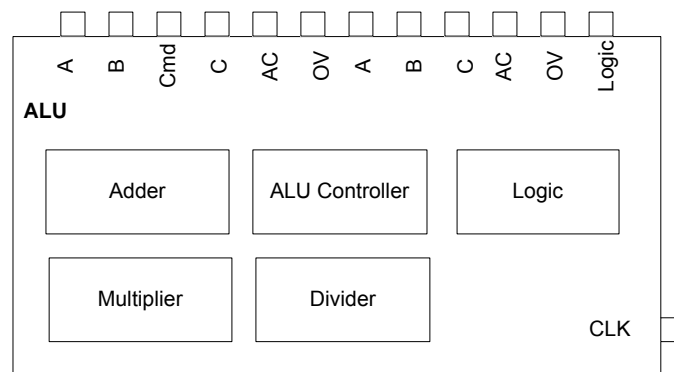 A B Cmd C AC OV A B C AC OV Logic
ALU
Adder ALU Controller Logic
Multiplier Divider
CLK